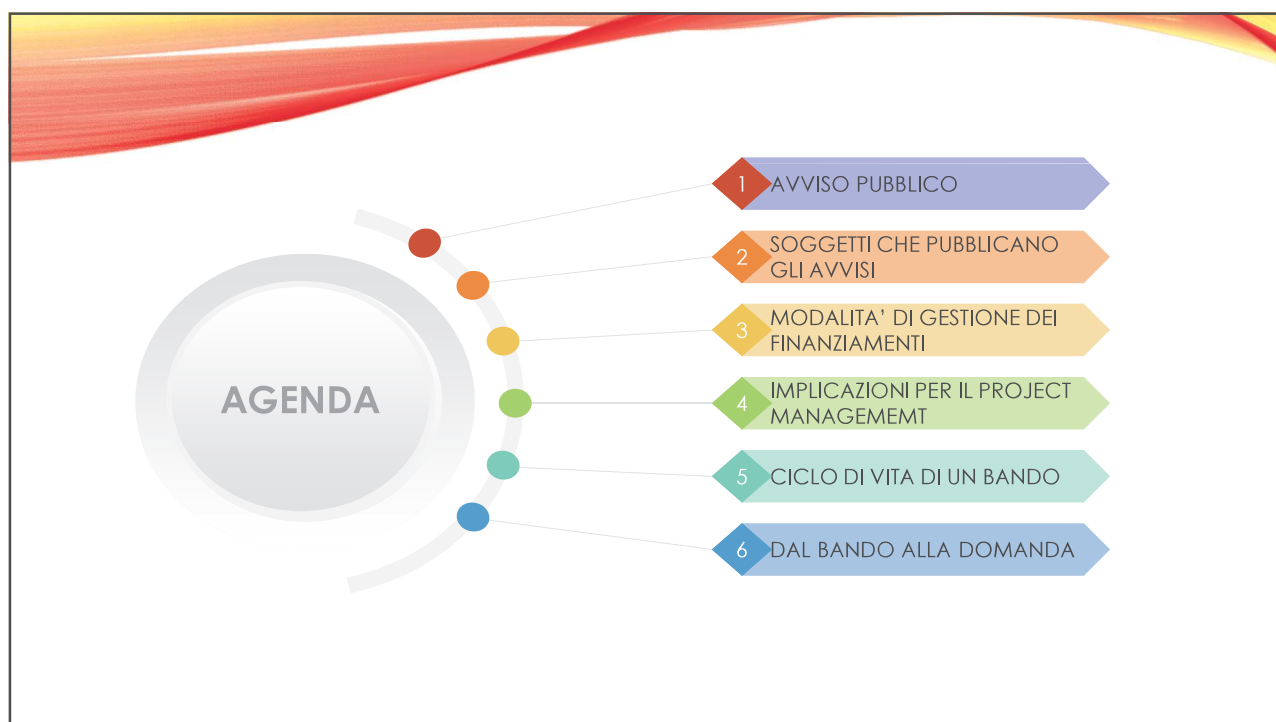 AGENDA
1 AVVISO PUBBLICO
2 SOGGETTI CHE PUBBLICANO
GLI AVVISI
3 MODALITA’ DI GESTIONE DEI
FINANZIAMENTI
4 IMPLICAZIONI PER IL PROJECT
MANAGEMEMT
5 CICLO DI VITA DI UN BANDO
6 DAL BANDO ALLA DOMANDA